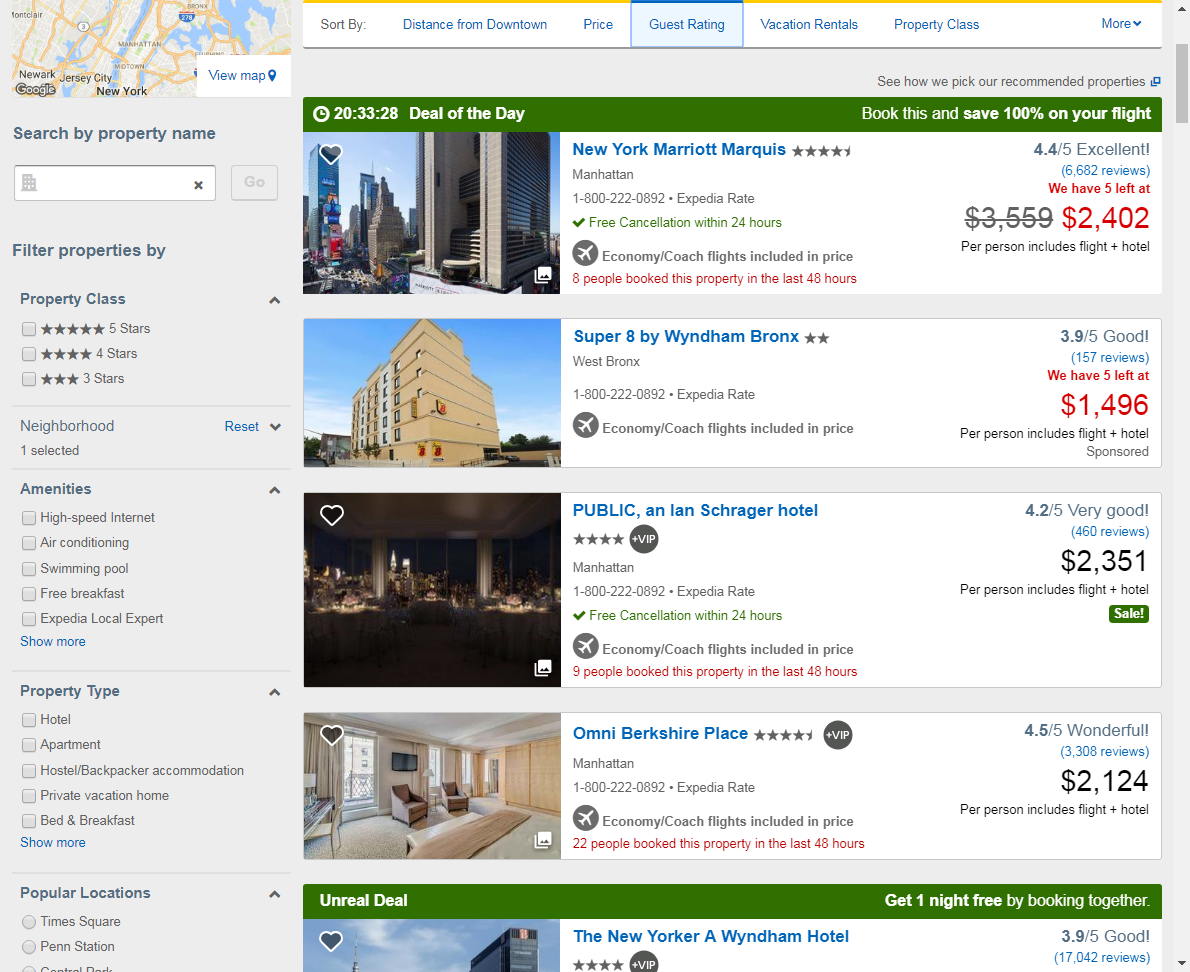 ontclair
BRONX
278
3
MANHATTAN
MIDTOWN
Newark
Jersey City
New York
Google
View map
Search by property name
Go
Filter properties by
Property Class
5 Stars
4 Stars
3 Stars
Neighborhood Reset
1 selected
Amenities
High-speed Internet
Air conditioning
Swimming pool
Free breakfast
Expedia Local Expert
Show more
Property Type
Hotel
Apartment
Hostel/Backpacker accommodation
Private vacation home
Bed & Breakfast
Show more
Popular Locations
Times Square
Penn Station
Central Park
Sort By: Distance from Downtown Price Guest Rating Vacation Rentals Property Class More
See how we pick our recommended properties
20:33:28 Deal of the Day Book this and save 100% on your flight
New York Marriott Marquis
Manhattan
1-800-222-0892 • Expedia Rate
Free Cancellation within 24 hours
Economy/Coach flights included in price
8 people booked this property in the last 48 hours
4.4/5 Excellent!
(6,682 reviews)
We have 5 left at
$3,559 $2,402
Per person includes flight + hotel
Super 8 by Wyndham Bronx
West Bronx
1-800-222-0892 • Expedia Rate
Economy/Coach flights included in price
3.9/5 Good!
(157 reviews)
We have 5 left at
$1,496
Per person includes flight + hotel
Sponsored
PUBLIC, an Ian Schrager hotel
+VIP
Manhattan
1-800-222-0892 • Expedia Rate
Free Cancellation within 24 hours
Economy/Coach flights included in price
9 people booked this property in the last 48 hours
4.2/5 Very good!
(460 reviews)
$2,351
Per person includes flight + hotel
Sale!
Omni Berkshire Place +VIP
Manhattan
1-800-222-0892 • Expedia Rate
Economy/Coach flights included in price
22 people booked this property in the last 48 hours
4.5/5 Wonderful!
(3,308 reviews)
$2,124
Per person includes flight + hotel
Unreal Deal Get 1 night free by booking together.
The New Yorker A Wyndham Hotel
+VIP
3.9/5 Good!
(17,042 reviews)